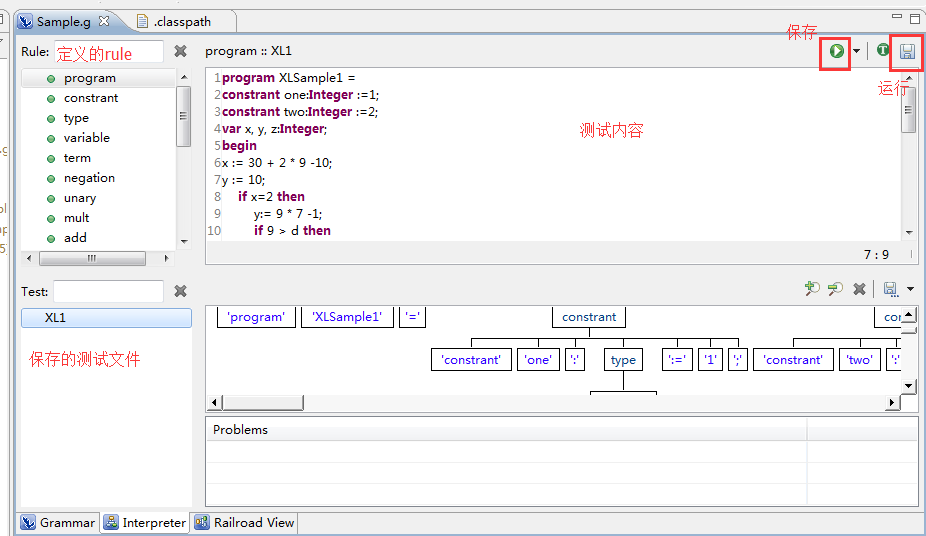 Sample.g .classpath
Rule: 定义的rule program :: XL1 保存
运行
program
constrant
type
variable
term
negation
unary
mult
add
1 program XLSample1 =
2 constrant one:Integer :=1;
3 constrant two:Integer :=2;
4 var x, y, z:Integer;
5 begin
6 x := 30 + 2 * 9 -10;
7 y := 10;
8 if x=2 then
9 y:= 9 * 7 -1;
10 if 9 > d then
测试内容
7 : 9
Test:
XL1
保存的测试文件
'program' 'XLSample1' '=' constrant
'constrant' 'one' ':' type ':=' '1' ';' 'constrant' 'two' ':'
Problems
Grammar Interpreter Railroad View